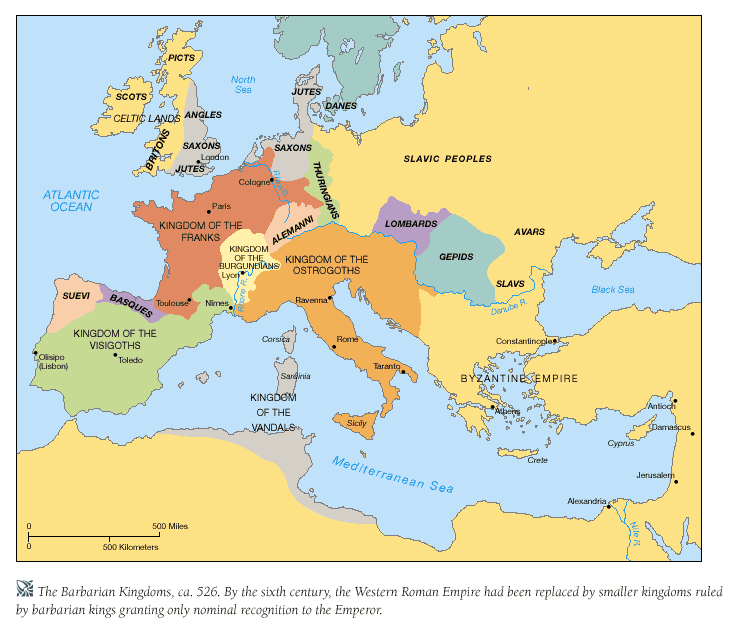 PICTS
North
Sea
SCOTS
JUTES
DANES
CELTIC LANDS
ANGLES
BRITONS
SAXONS
SAXONS
London
JUTES
THURINGIANS
SLAVIC PEOPLES
Cologne
ATLANTIC
OCEAN
Paris
KINGDOM OF THE
FRANKS
ALEMANNI
LOMBARDS
AVARS
KINGDOM
OF THE
BURGUNDIANS
Lyon
KINGDOM OF THE
OSTROGOTHS
GEPIDS
SLAVS
Black Sea
SUEVI
BASQUES
Toulouse
Nîmes
Rhone R.
Ravenna
Danube R.
KINGDOM OF THE
VISIGOTHS
Corsica
Rome
Constantinople
Olisipo
(Lisbon)
Toledo
Taranto
Sardinia
BYZANTINE EMPIRE
KINGDOM
OF THE
VANDALS
Sicily
Athens
Antioch
Damascus
Cyprus
Crete
Mediterranean Sea
Jerusalem
Alexandria
Nile R.
0 500 Miles
0 500 Kilometers
The Barbarian Kingdoms, ca. 526. By the sixth century, the Western Roman Empire had been replaced by smaller kingdoms ruled
by barbarian kings granting only nominal recognition to the Emperor.